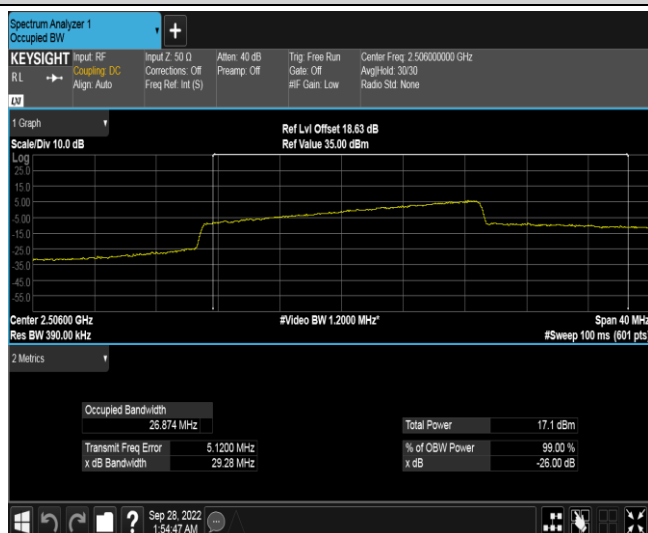 Spectrum Analyzer 1
Occupied BW
+
KEYSIGHT
RL
LXI
Input: RF
Coupling: DC
Align: Auto
Input Z: 50 Ω
Corrections: Off
Freq Ref: Int (S)
Atten: 40 dB
Preamp: Off
Trig: Free Run
Gate: Off
#IF Gain: Low
Center Freq: 2.506000000 GHz
Avg|Hold: 30/30
Radio Std: None
1 Graph
Scale/Div 10.0 dB
Ref Lvl Offset 18.63 dB
Ref Value 35.00 dBm
Log
25.0
15.0
5.00
-5.00
-15.0
-25.0
-35.0
-45.0
-55.0
Center 2.50600 GHz
Res BW 390.00 kHz
#Video BW 1.2000 MHz*
Span 40 MHz
#Sweep 100 ms (601 pts)
2 Metrics
Occupied Bandwidth
26.874 MHz
Transmit Freq Error 5.1200 MHz
x dB Bandwidth 29.28 MHz
Total Power 17.1 dBm
% of OBW Power 99.00 %
x dB -26.00 dB
?
Sep 28, 2022
1:54:47 AM